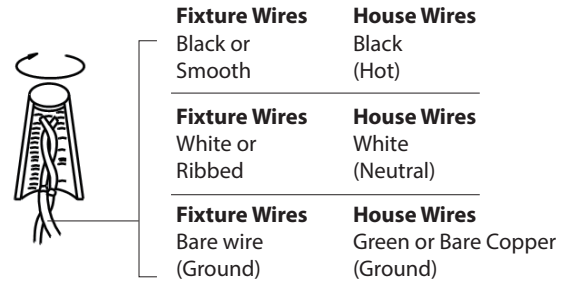 Fixture Wires House Wires
Black or Black
Smooth (Hot)
Fixture Wires House Wires
White or White
Ribbed (Neutral)
Fixture Wires House Wires
Bare wire Green or Bare Copper
(Ground) (Ground)